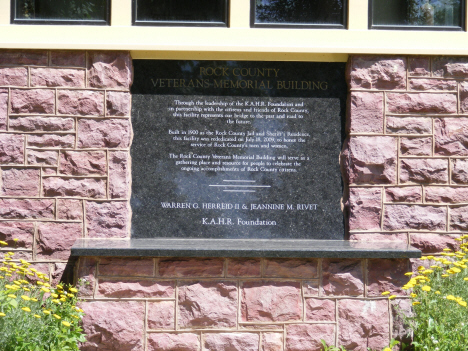 ROCK COUNTY
VETERANS MEMORIAL BUILDING
Through the leadership of the K.A.H.R. Foundation and
in partnership with the citizens and friends of Rock County,
this facility represents our bridge to the past and road to
the future.
Built in 1900 as the Rock County Jail and Sheriff's Residence,
this facility was rededicated on July 18, 2009, to honor the
service of Rock County's men and women.
The Rock County Veterans Memorial Building will serve as a
gathering place and resource for people to celebrate the
ongoing accomplishments of Rock County citizens.
WARREN G. HERREID II & JEANNINE M. RIVET
K.A.H.R. Foundation